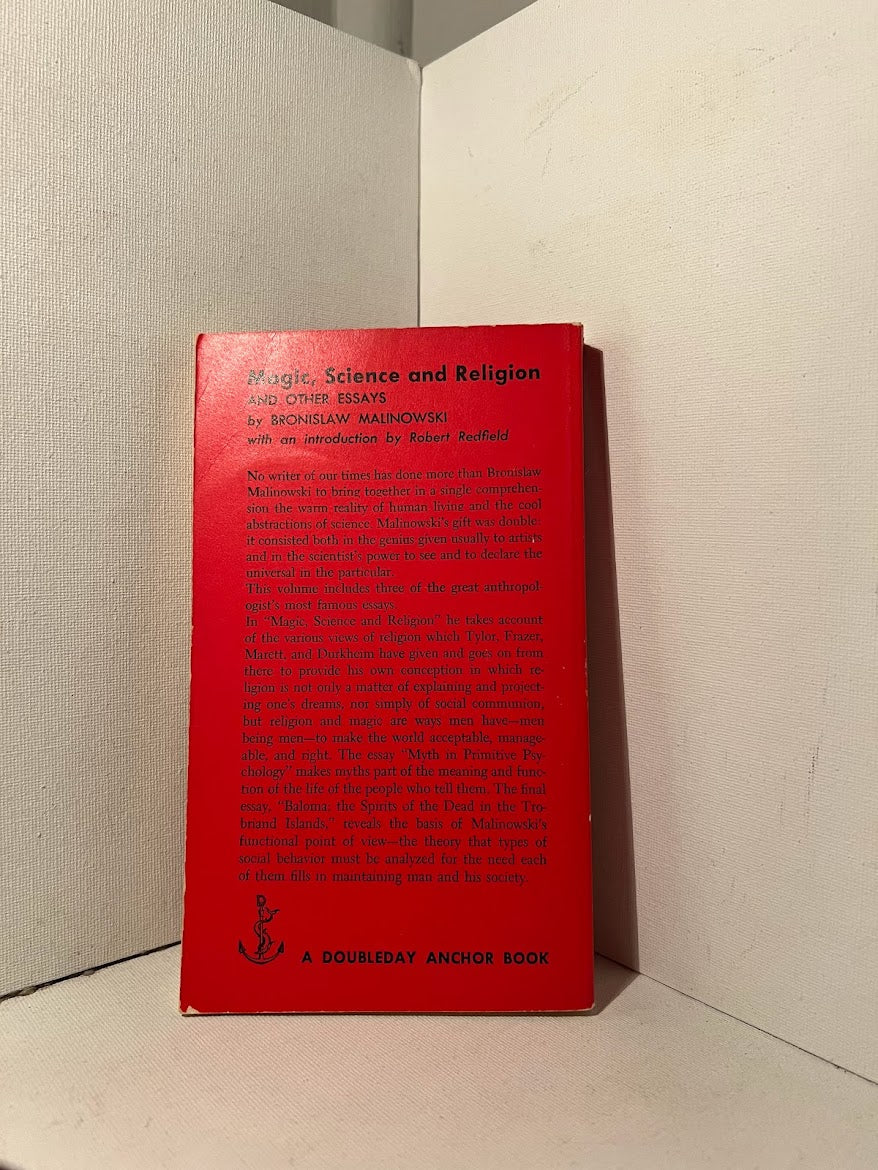 Magic, Science and Religion
AND OTHER ESSAYS
by BRONISLAW MALINOWSKI
with an introduction by Robert Redfield
No writer of our times has done more than Bronislaw
Malinowski to bring together in a single comprehen-
sion the warm reality of human living and the cool
abstractions of science. Malinowski's gift was double:
it consisted both in the genius given usually to artists
and in the scientist's power to see and to declare the
universal in the particular.
This volume includes three of the great anthropol-
ogist's most famous essays.
In "Magic, Science and Religion" he takes account
of the various views of religion which Tylor, Frazer,
Marett, and Durkheim have given and goes on from
there to provide his own conception in which re-
ligion is not only a matter of explaining and project-
ing one's dreams, nor simply of social communion,
but religion and magic are ways men have—men
being men—to make the world acceptable, manage-
able, and right. The essay "Myth in Primitive Psy-
chology" makes myths part of the meaning and func-
tion of the life of the people who tell them. The final
essay, "Baloma; the Spirits of the Dead in the Tro-
briand Islands," reveals the basis of Malinowski's
functional point of view—the theory that types of
social behavior must be analyzed for the need each
of them fills in maintaining man and his society.
D
A DOUBLEDAY ANCHOR BOOK